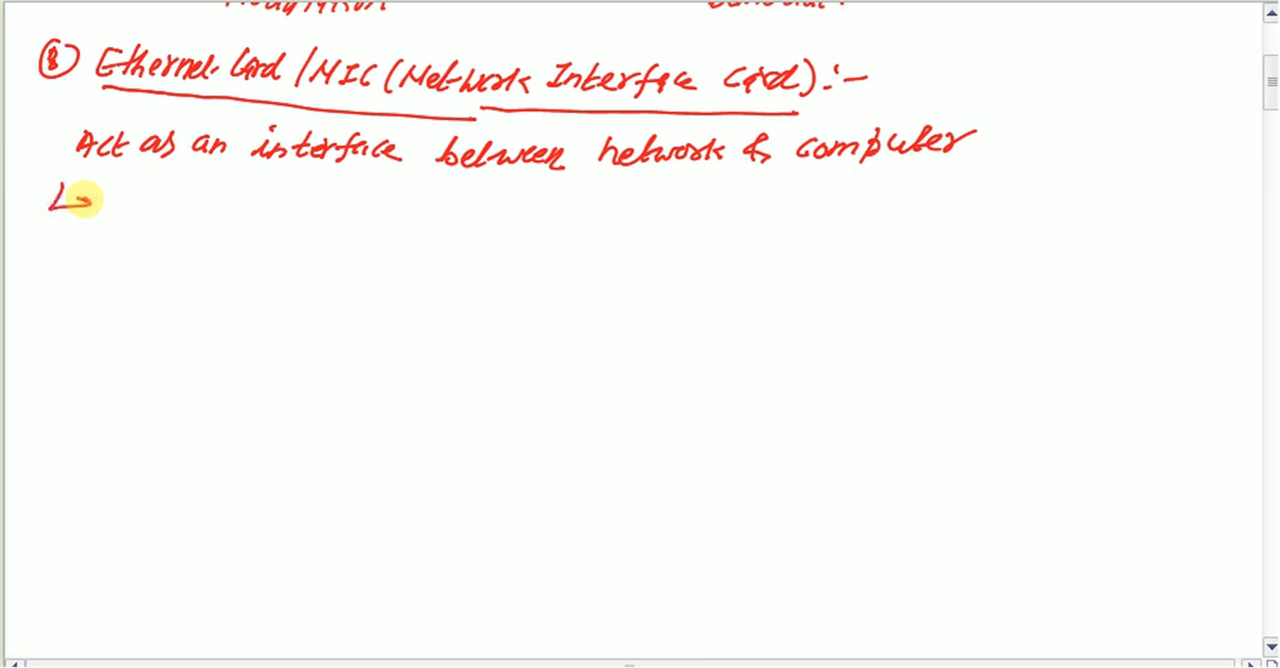 ⑧ Ethernet Card / NIC (Network Interface Card) :-
Act as an interface between network & computer